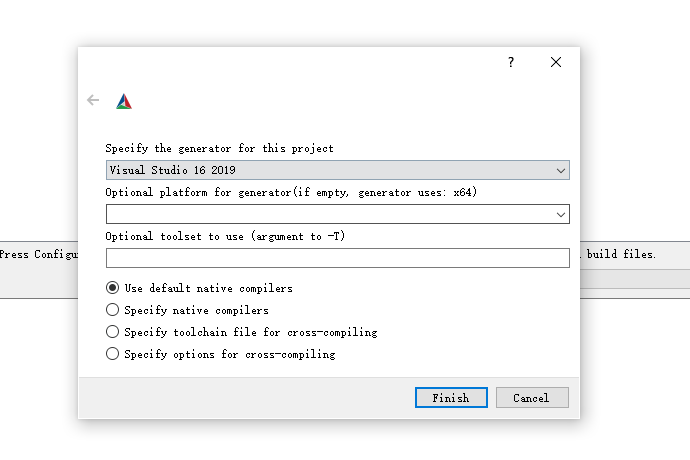 ?
Specify the generator for this project
Visual Studio 16 2019
Optional platform for generator(if empty, generator uses: x64)
Optional toolset to use (argument to -T)
Press Configu
build files.
Use default native compilers
Specify native compilers
Specify toolchain file for cross-compiling
Specify options for cross-compiling
Finish
Cancel